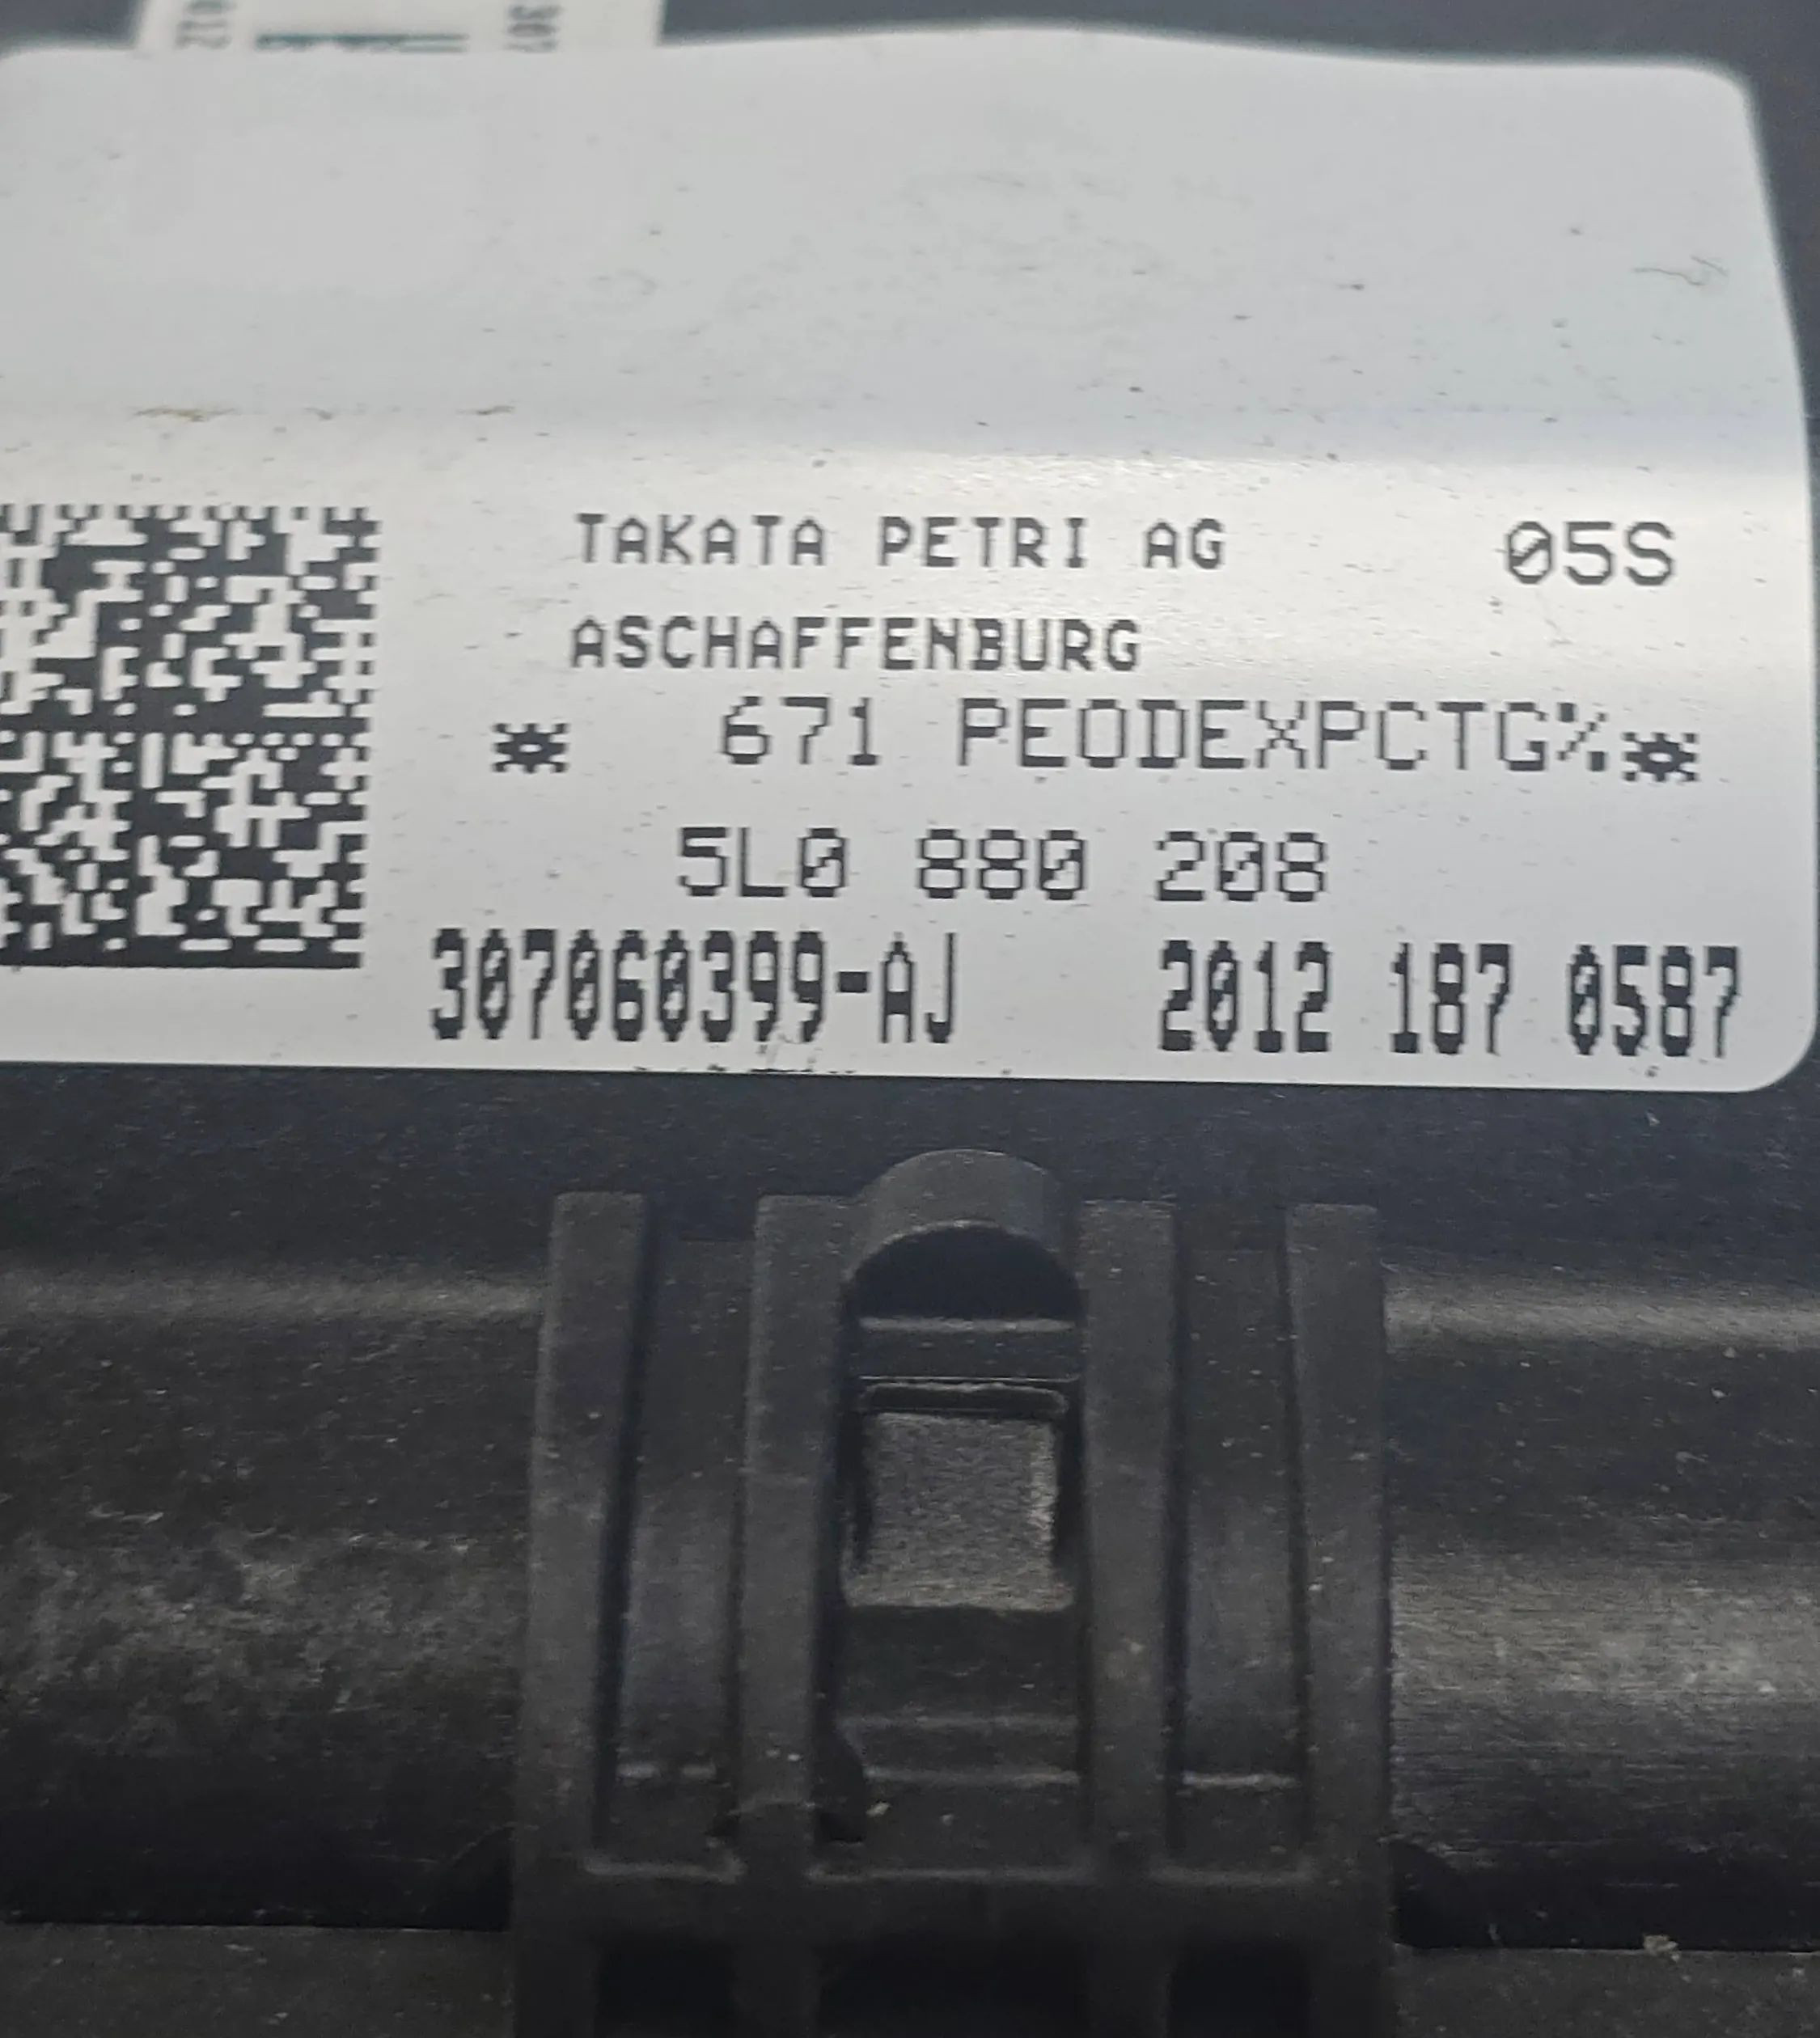 TAKATA PETRI AG 05S
ASCHAFFENBURG
* 671 PEODEXPCTG%*
5L0 880 208
307060399-AJ 2012 187 0587